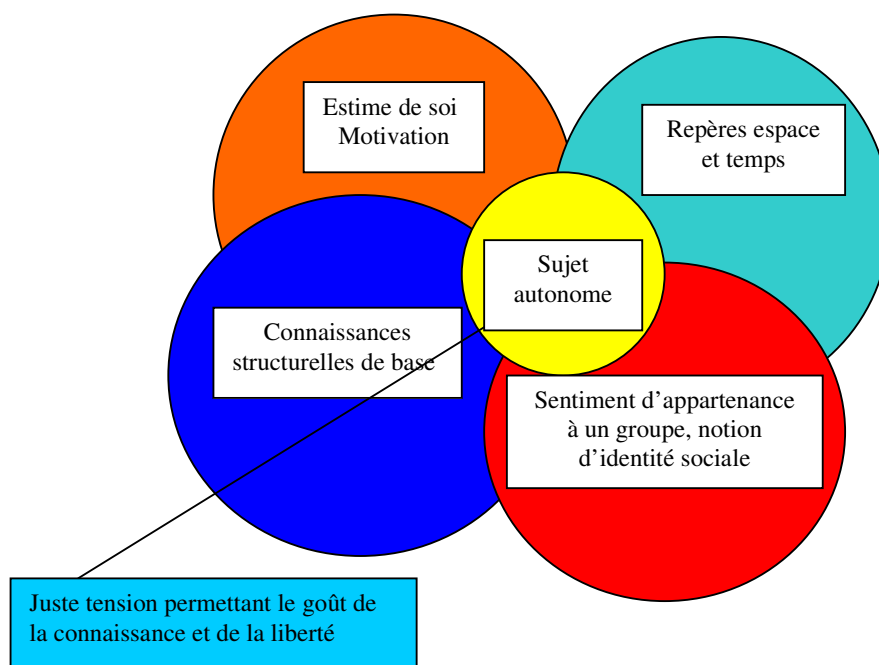 Estime de soi
Motivation
Repères espace
et temps
Sujet
autonome
Connaissances
structurelles de base
Sentiment d’appartenance
à un groupe, notion
d’identité sociale
Juste tension permettant le goût de
la connaissance et de la liberté